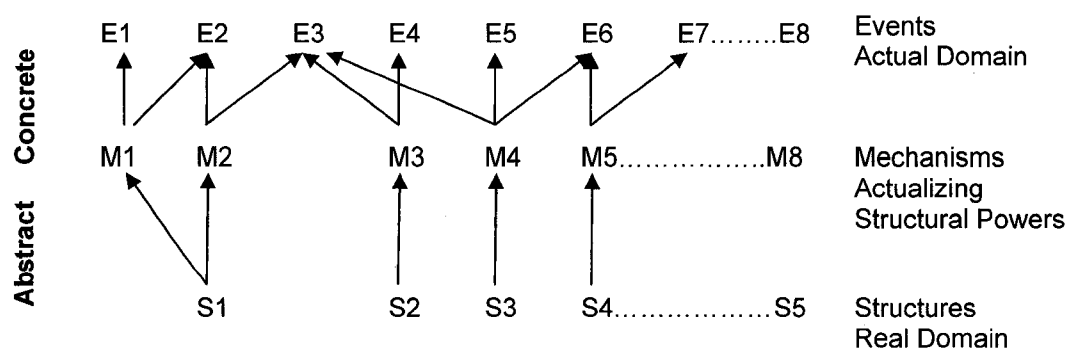 E1 E2 E3 E4 E5 E6 E7……..E8
Events
Actual Domain
Concrete
M1 M2 M3 M4 M5……………..M8
Mechanisms
Actualizing
Structural Powers
Abstract
S1 S2 S3 S4………………S5
Structures
Real Domain